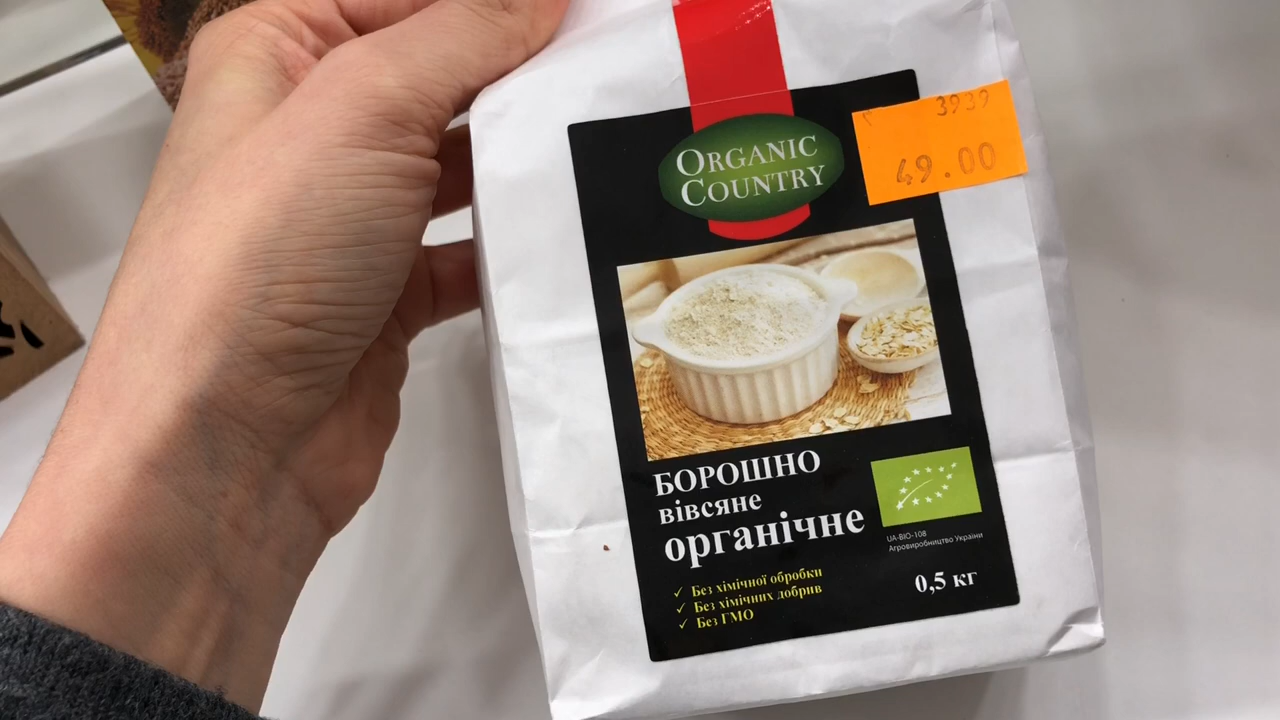 3939
49.00
ORGANIC
COUNTRY
БОРОШНО
вівсяне
органічне
UA-BIO-108
Агровиробництво України
✓ Без хімічної обробки
✓ Без хімічних добрив
✓ Без ГМО
0,5 кг